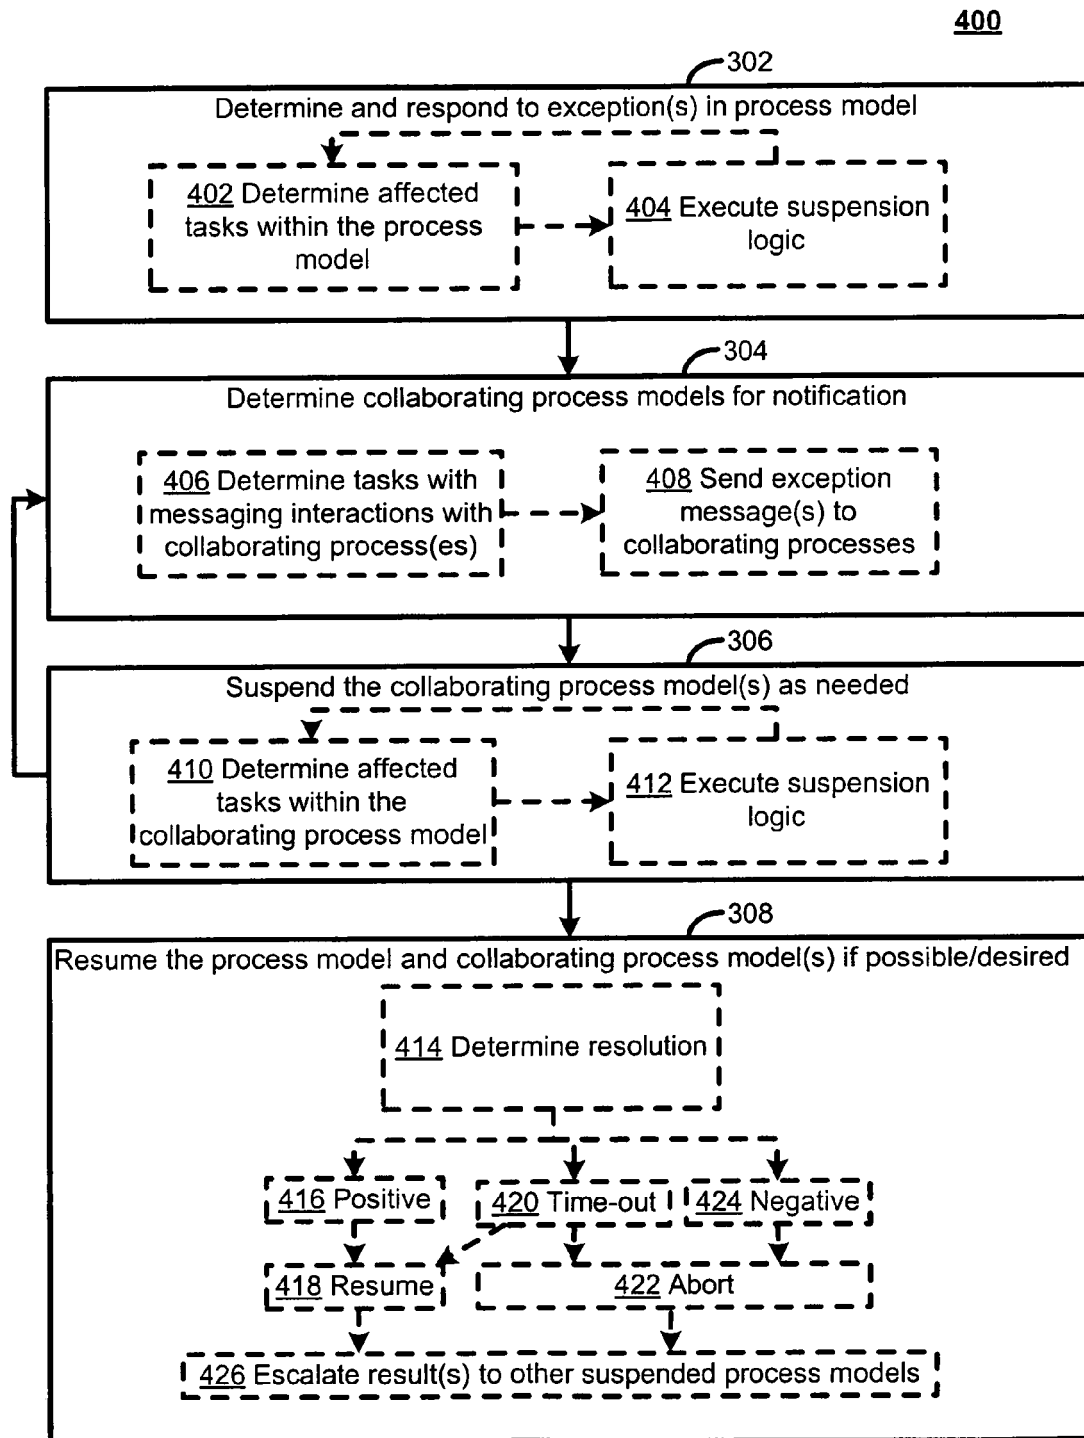 400
302
Determine and respond to exception(s) in process model
402 Determine affected
tasks within the process
model
404 Execute suspension
logic
304
Determine collaborating process models for notification
406 Determine tasks with
messaging interactions with
collaborating process(es)
408 Send exception
message(s) to
collaborating processes
306
Suspend the collaborating process model(s) as needed
410 Determine affected
tasks within the
collaborating process model
412 Execute suspension
logic
308
Resume the process model and collaborating process model(s) if possible/desired
414 Determine resolution
416 Positive
420 Time-out
424 Negative
418 Resume
422 Abort
426 Escalate result(s) to other suspended process models